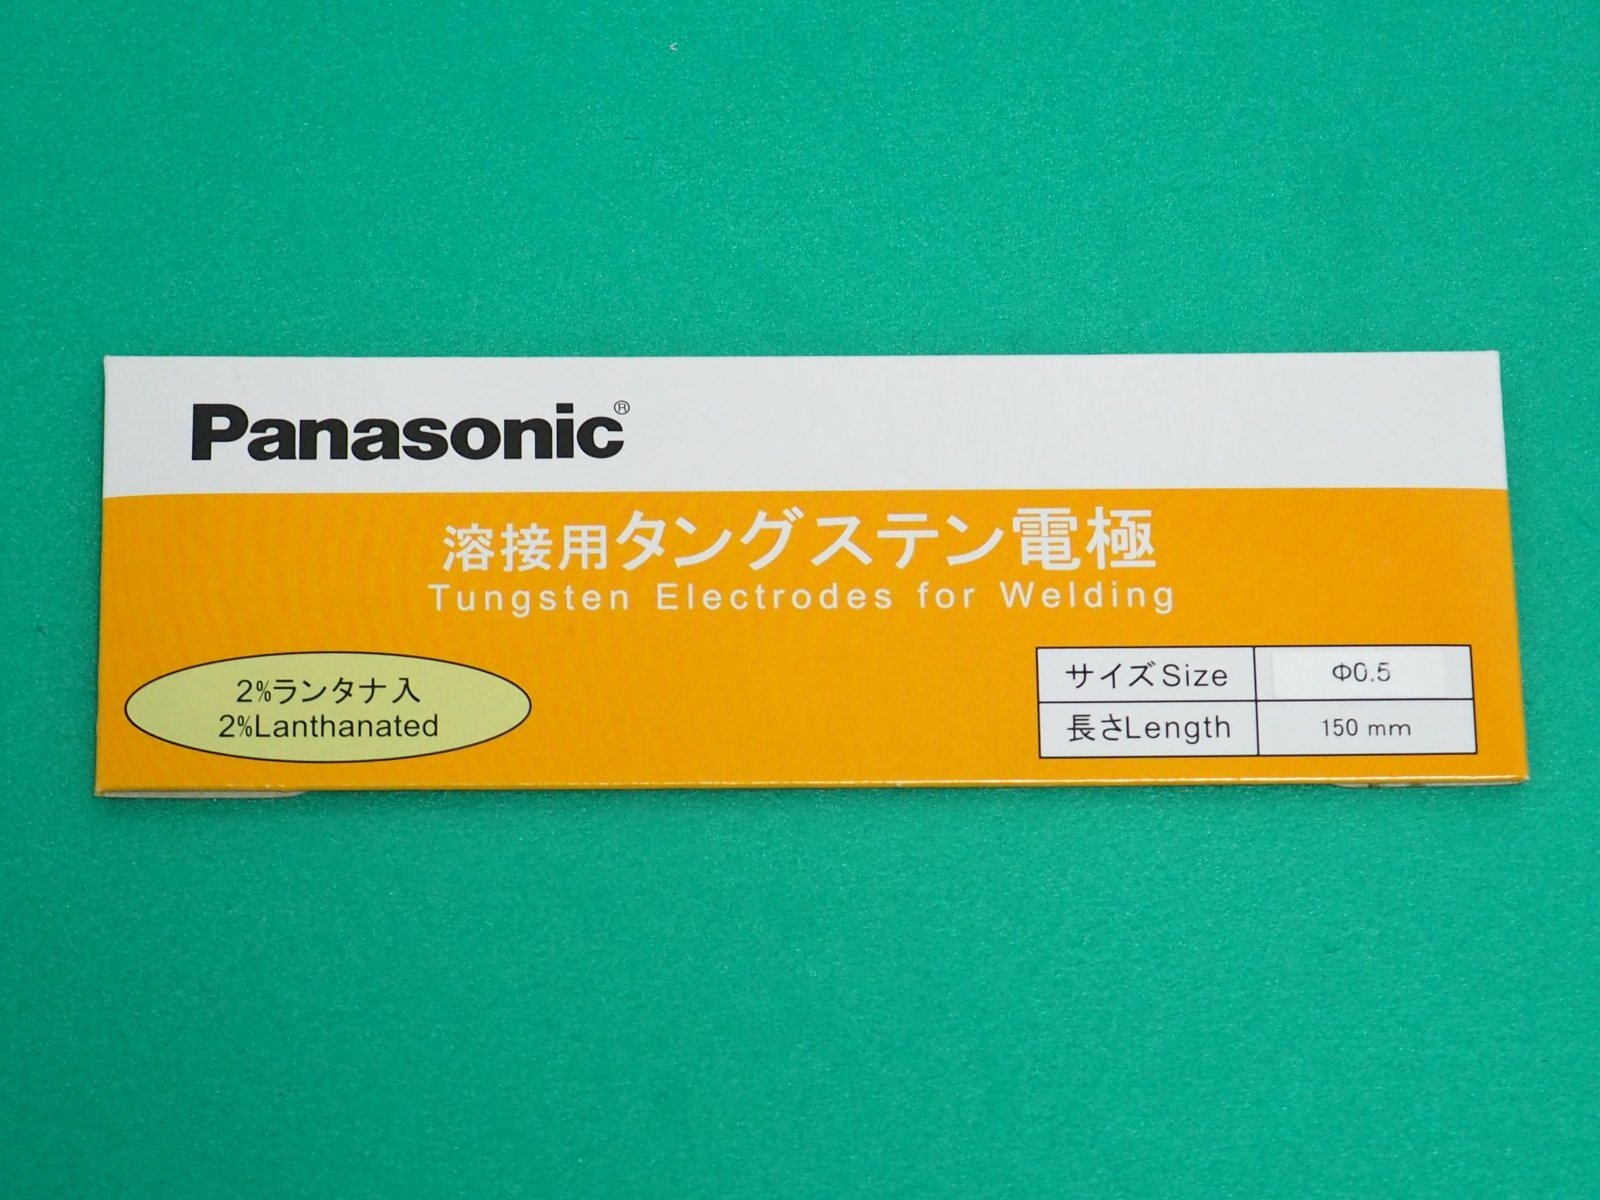 Panasonic®
溶接用タングステン電極
Tungsten Electrodes for Welding
2%ランタナ入
2%Lanthanated
サイズSize Φ0.5
長さLength 150 mm